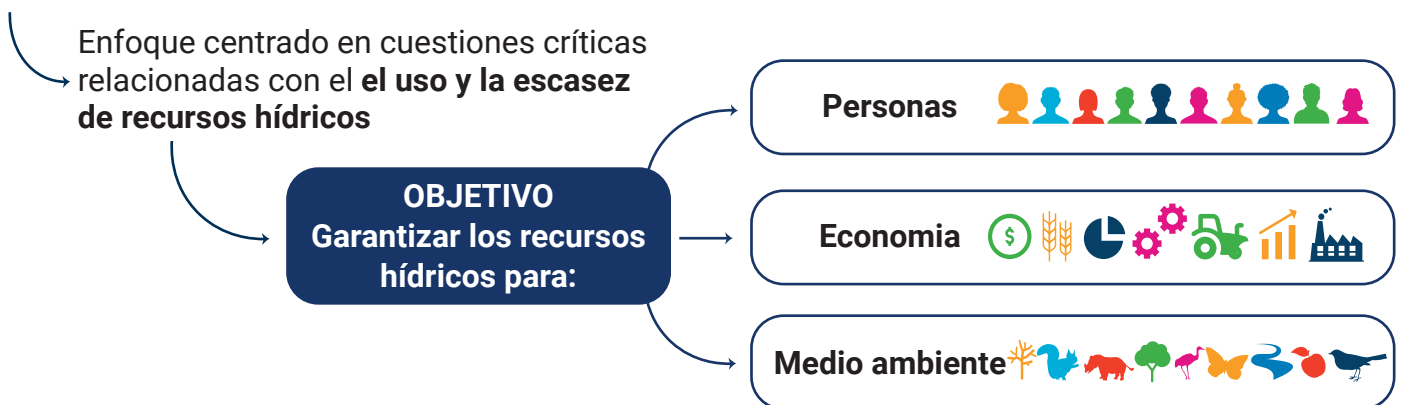 Enfoque centrado en cuestiones críticas
relacionadas con el el uso y la escasez
de recursos hídricos
OBJETIVO
Garantizar los recursos
hídricos para:
Personas
Economia
$
Medio ambiente